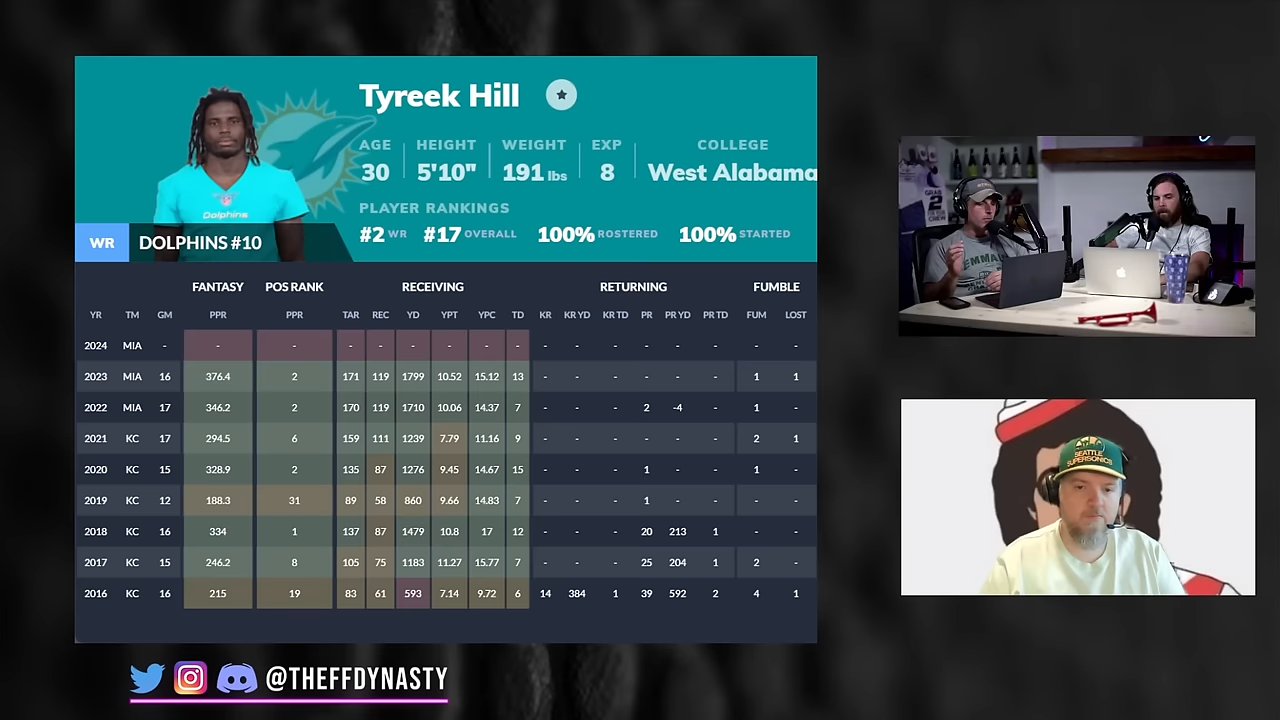 Tyreek Hill
AGE HEIGHT WEIGHT EXP COLLEGE
30 5'10" 191 lbs 8 West Alabama
PLAYER RANKINGS
#2 WR #17 OVERALL 100% ROSTERED 100% STARTED
Dolphins
WR DOLPHINS #10
FANTASY POS RANK RECEIVING RETURNING FUMBLE
YR TM GM PPR PPR TAR REC YD YPT YPC TD KR KR YD KR TD PR PR YD PR TD FUM LOST
2024 MIA - - - - - - - - - - - - - - - - -
2023 MIA 16 376.4 2 171 119 1799 10.52 15.12 13 - - - - - - 1 1
2022 MIA 17 346.2 2 170 119 1710 10.06 14.37 7 - - - 2 -4 - 1 -
2021 KC 17 294.5 6 159 111 1239 7.79 11.16 9 - - - - - - 2 1
2020 KC 15 328.9 2 135 87 1276 9.45 14.67 15 - - - 1 - - 1 -
2019 KC 12 188.3 31 89 58 860 9.66 14.83 7 - - - 1 - - - -
2018 KC 16 334 1 137 87 1479 10.8 17 12 - - - 20 213 1 - -
2017 KC 15 246.2 8 105 75 1183 11.27 15.77 7 - - - 25 204 1 2 -
2016 KC 16 215 19 83 61 593 7.14 9.72 6 14 384 1 39 592 2 4 1
@THEFFDYNASTY
SEATTLE
SUPERSONICS